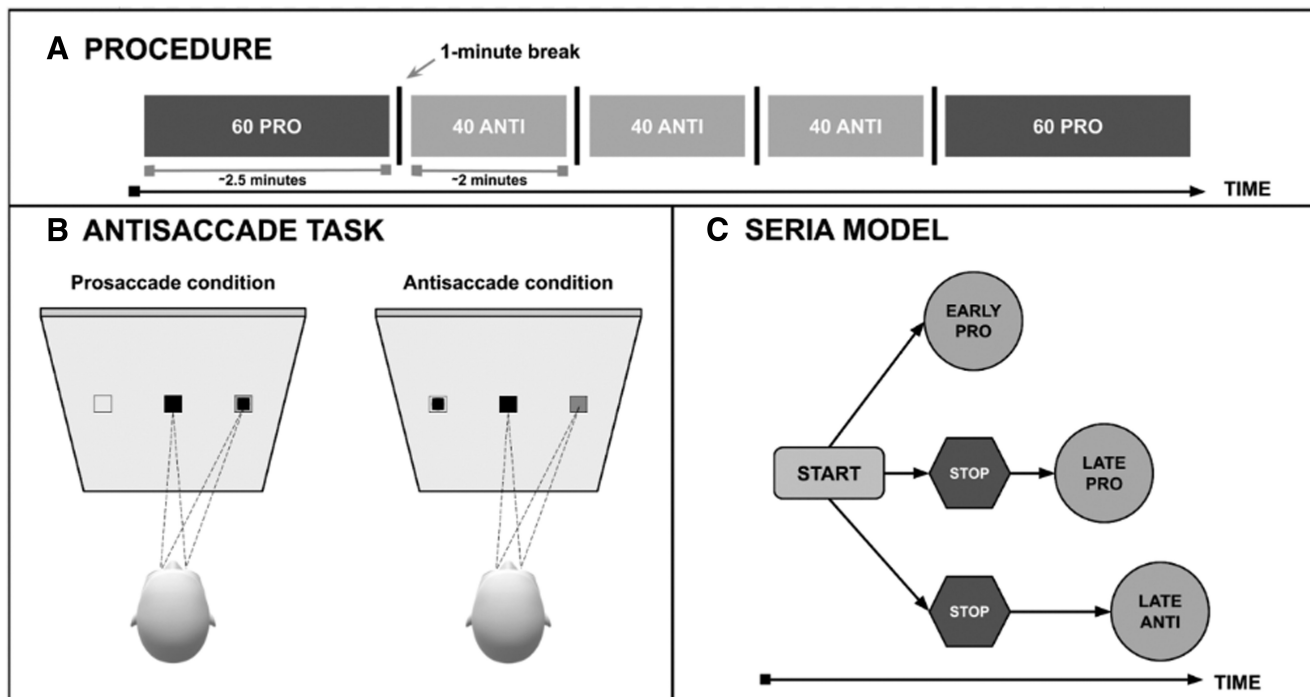 A PROCEDURE
1-minute break
60 PRO
40 ANTI
40 ANTI
40 ANTI
60 PRO
~2.5 minutes
~2 minutes
TIME
B ANTISACCADE TASK
Prosaccade condition
Antisaccade condition
C SERIA MODEL
EARLY
PRO
START
STOP
LATE
PRO
STOP
LATE
ANTI
TIME